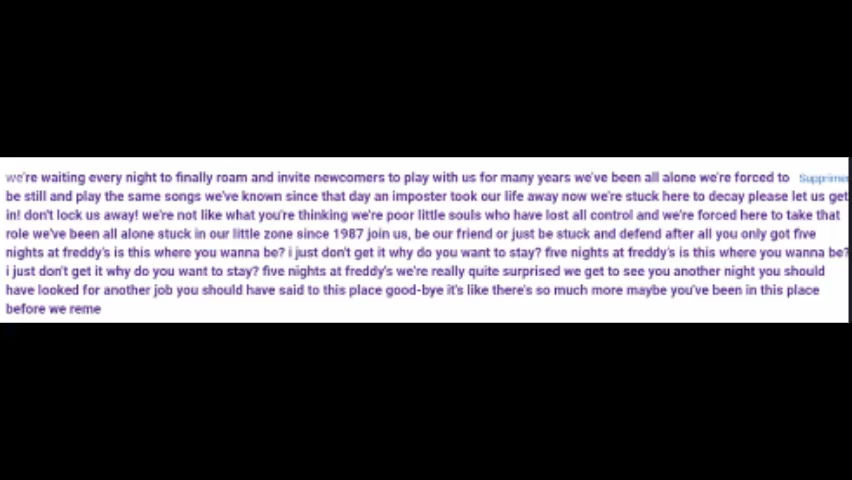 we're waiting every night to finally roam and invite newcomers to play with us for many years we've been all alone we're forced to Supprimer
be still and play the same songs we've known since that day an imposter took our life away now we're stuck here to decay please let us get
in! don't lock us away! we're not like what you're thinking we're poor little souls who have lost all control and we're forced here to take that
role we've been all alone stuck in our little zone since 1987 join us, be our friend or just be stuck and defend after all you only got five
nights at freddy's is this where you wanna be? i just don't get it why do you want to stay? five nights at freddy's is this where you wanna be?
i just don't get it why do you want to stay? five nights at freddy's we're really quite surprised we get to see you another night you should
have looked for another job you should have said to this place good-bye it's like there's so much more maybe you've been in this place
before we reme